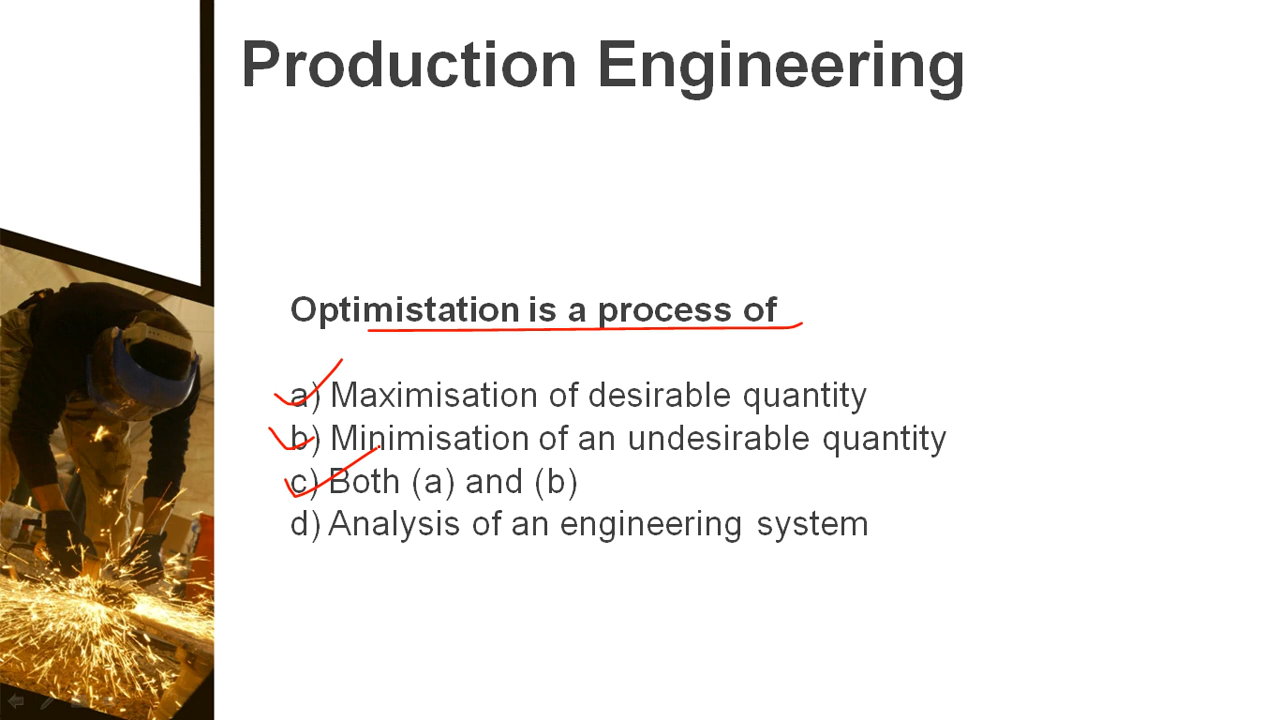 Production Engineering
Optimistation is a process of
a) Maximisation of desirable quantity
b) Minimisation of an undesirable quantity
c) Both (a) and (b)
d) Analysis of an engineering system